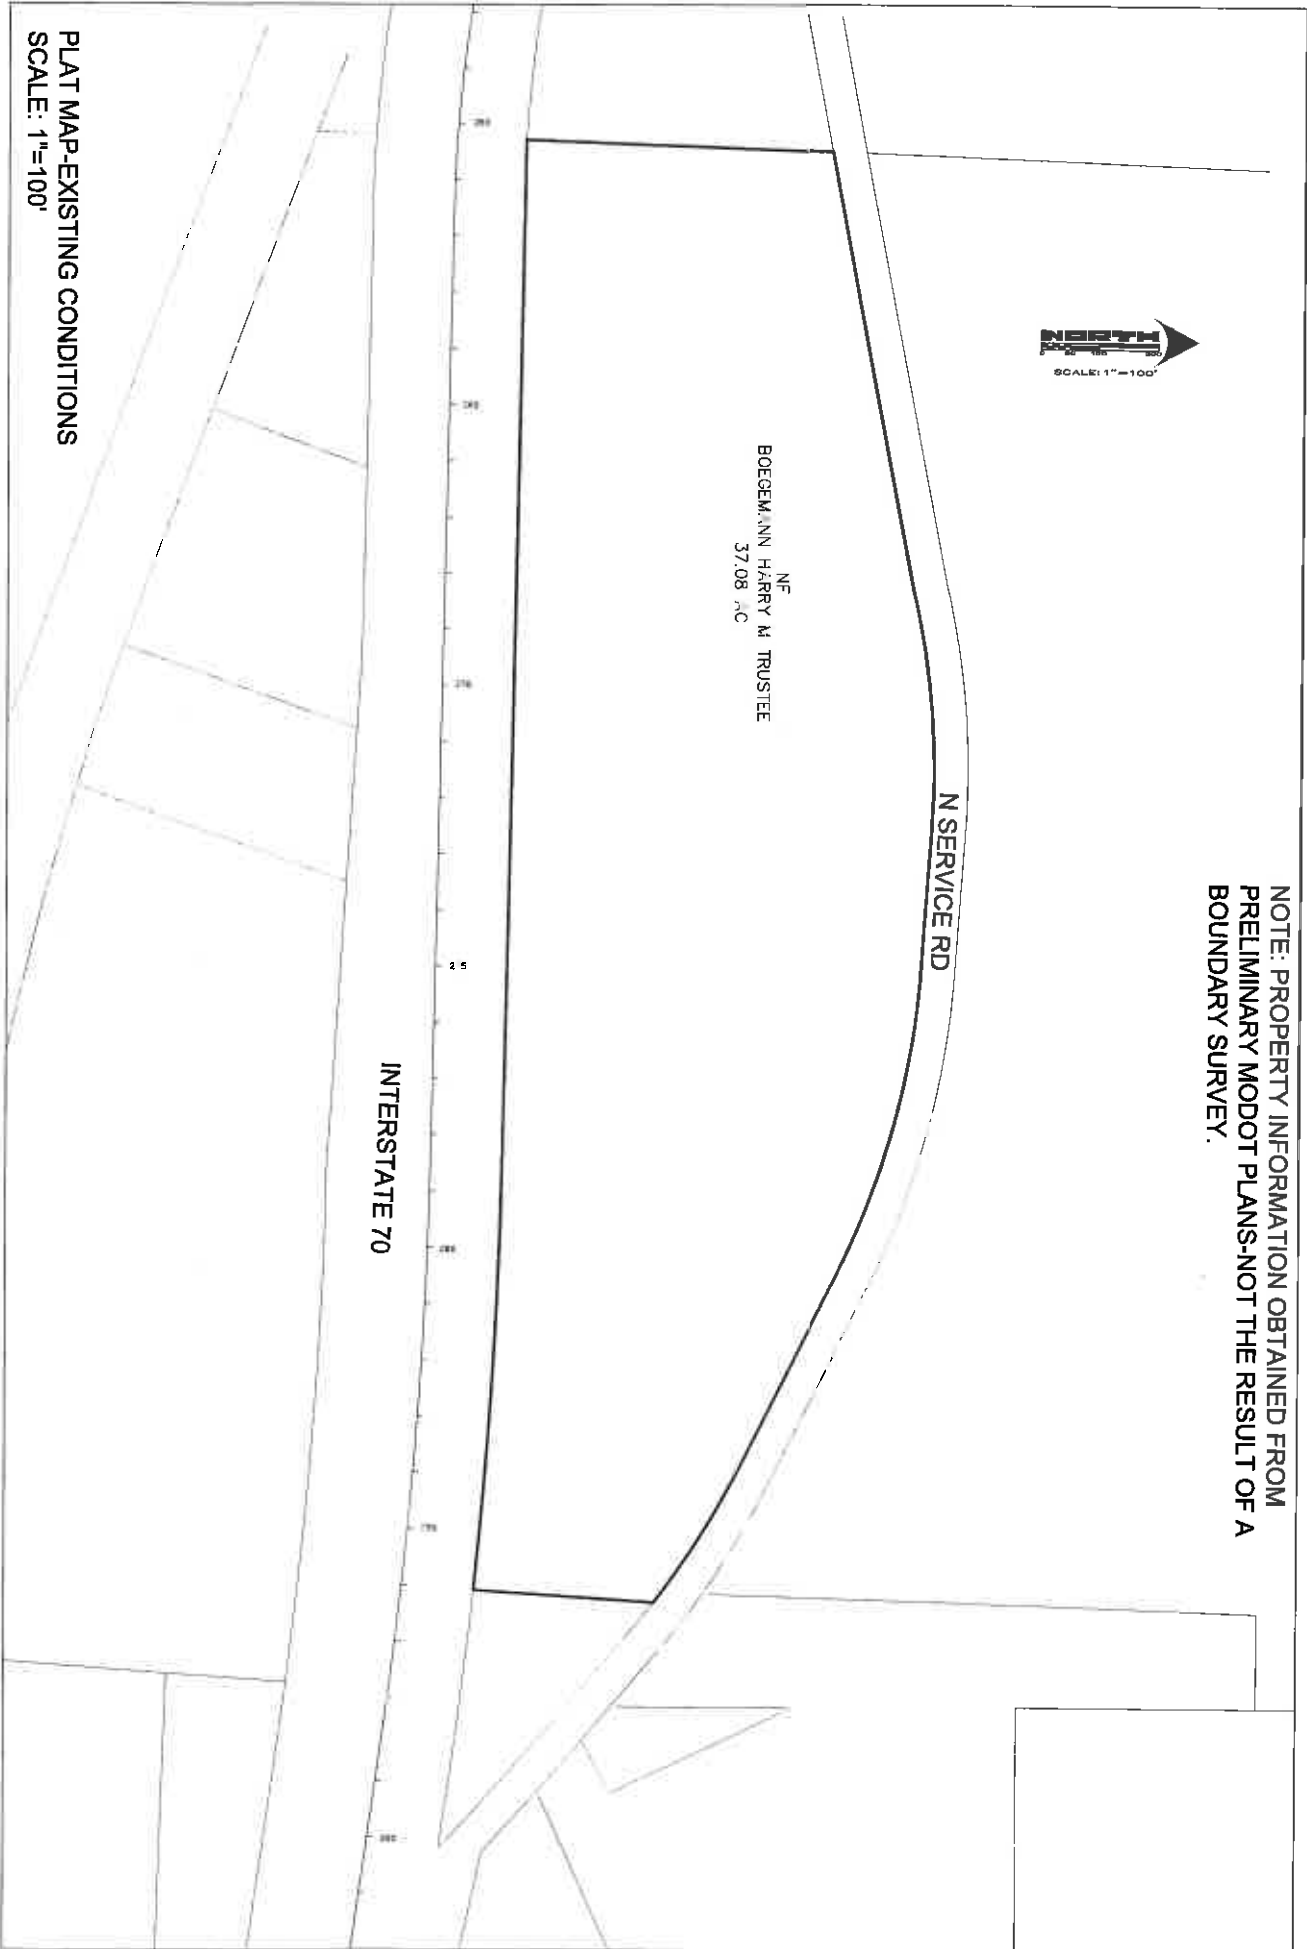 NOTE: PROPERTY INFORMATION OBTAINED FROM
PRELIMINARY MODOT PLANS-NOT THE RESULT OF A
BOUNDARY SURVEY.
NORTH
SCALE: 1"=100'
N SERVICE RD
NF
BOEGEMANN HARRY M TRUSTEE
37.08 AC
INTERSTATE 70
PLAT MAP-EXISTING CONDITIONS
SCALE: 1"=100'